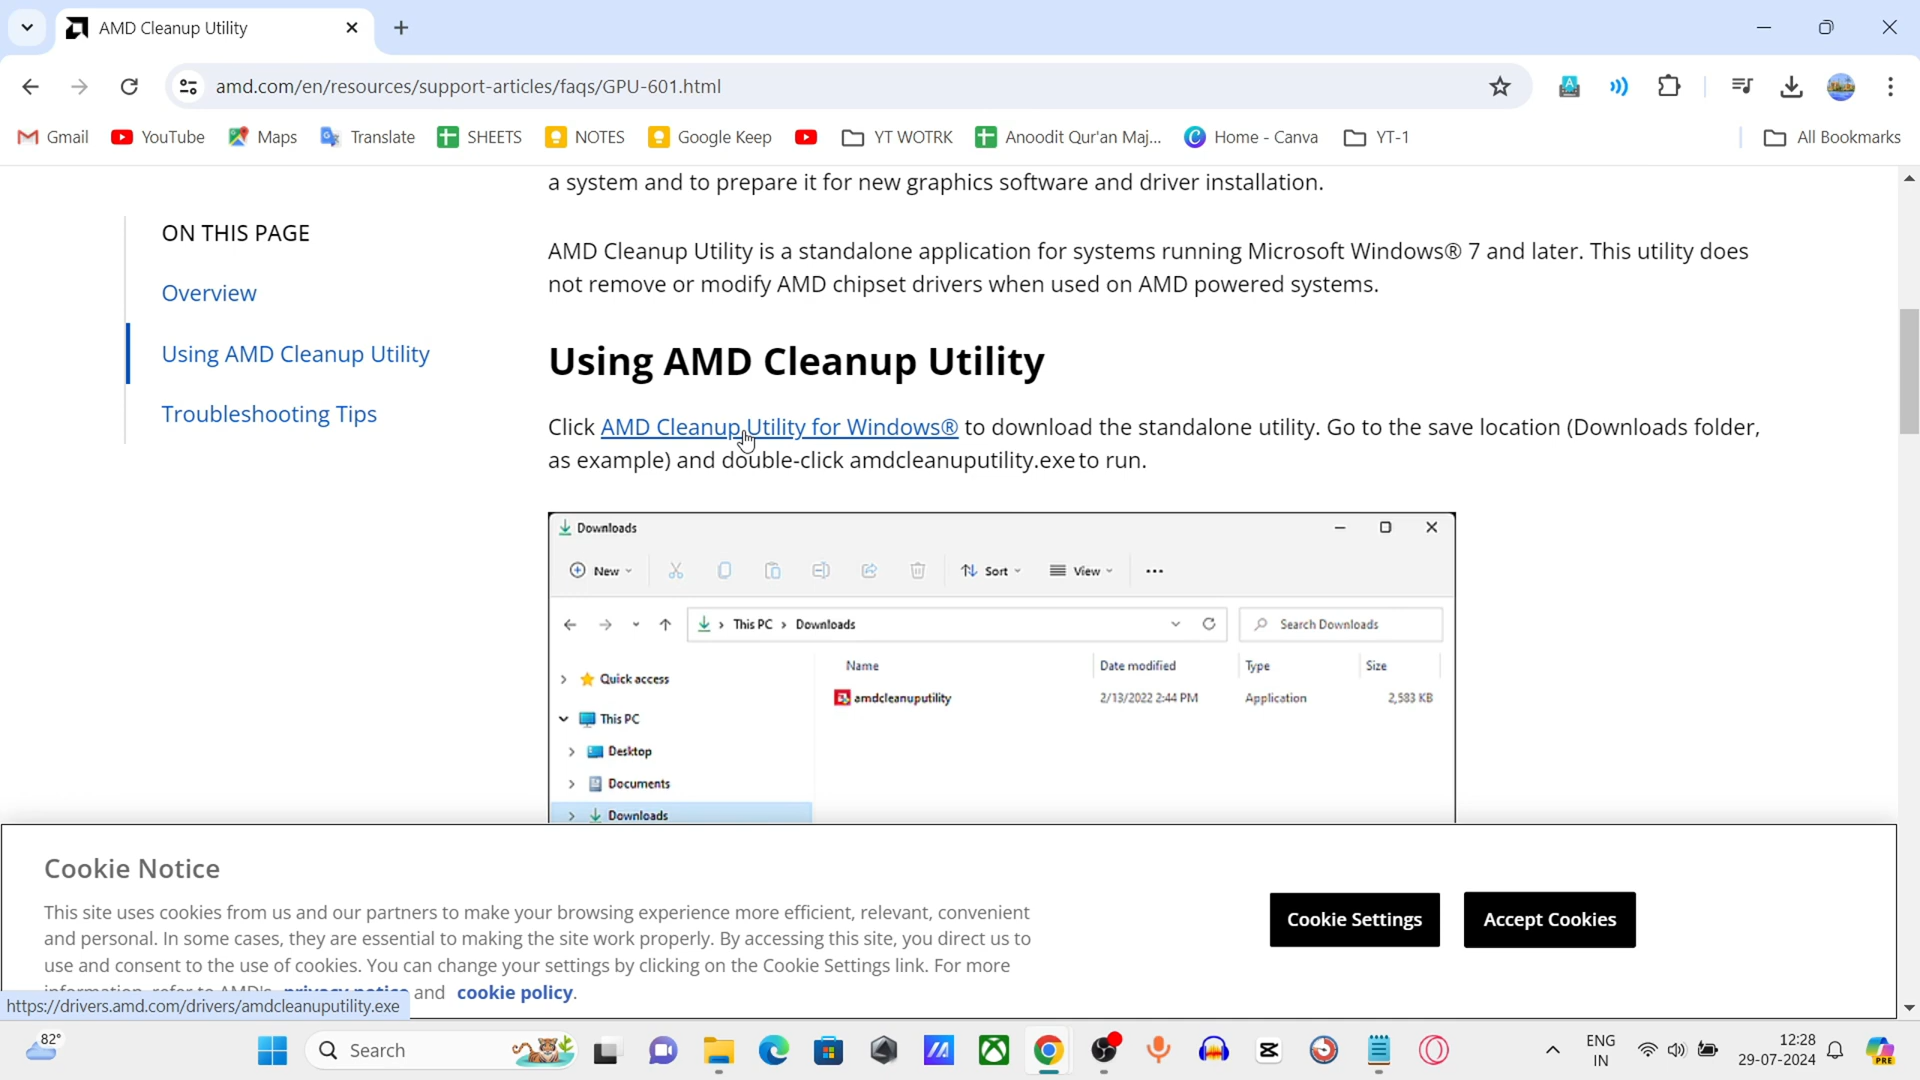 AMD Cleanup Utility
amd.com/en/resources/support-articles/faqs/GPU-601.html
Gmail YouTube Maps Translate SHEETS NOTES Google Keep YT WOTRK Anoodit Qur'an Maj... Home - Canva YT-1 All Bookmarks
a system and to prepare it for new graphics software and driver installation.
ON THIS PAGE
Overview
Using AMD Cleanup Utility
Troubleshooting Tips
AMD Cleanup Utility is a standalone application for systems running Microsoft Windows® 7 and later. This utility does
not remove or modify AMD chipset drivers when used on AMD powered systems.
Using AMD Cleanup Utility
Click AMD Cleanup Utility for Windows® to download the standalone utility. Go to the save location (Downloads folder,
as example) and double-click amdcleanuputility.exe to run.
Downloads
New Sort View
This PC > Downloads Search Downloads
Name Date modified Type Size
Quick access
amdcleanuputility 2/13/2022 2:44 PM Application 2,583 KB
This PC
Desktop
Documents
Downloads
Cookie Notice
This site uses cookies from us and our partners to make your browsing experience more efficient, relevant, convenient
and personal. In some cases, they are essential to making the site work properly. By accessing this site, you direct us to
use and consent to the use of cookies. You can change your settings by clicking on the Cookie Settings link. For more
information, refer to AMD's privacy notice and cookie policy.
Cookie Settings Accept Cookies
https://drivers.amd.com/drivers/amdcleanuputility.exe
82°
Search
ENG
IN
12:28
29-07-2024
PRE